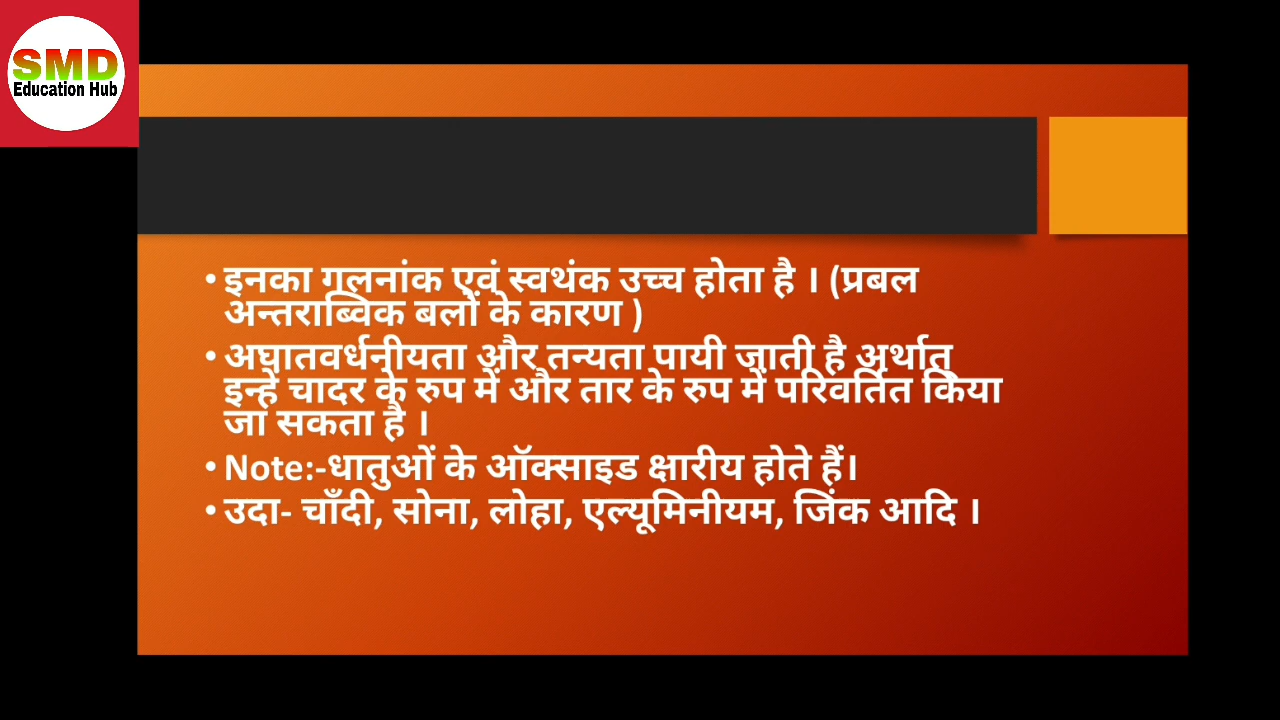 SMD
Education Hub
• इनका गलनांक एवं स्वथंक उच्च होता है । (प्रबल
अन्तराब्विक बलों के कारण )
• अघातवर्धनीयता और तन्यता पायी जाती है अर्थात्
इन्हे चादर के रुप में और तार के रुप में परिवर्तित किया
जा सकता है ।
• Note:-धातुओं के ऑक्साइड क्षारीय होते हैं।
• उदा- चाँदी, सोना, लोहा, एल्यूमिनीयम, जिंक आदि ।